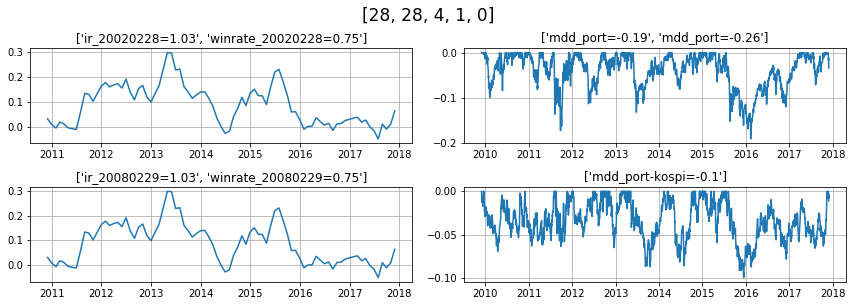 [28, 28, 4, 1, 0]
['ir_20020228=1.03', 'winrate_20020228=0.75']
0.3
0.2
0.1
0.0
2011 2012 2013 2014 2015 2016 2017 2018
['mdd_port=-0.19', 'mdd_port=-0.26']
0.0
−0.1
−0.2
2010 2011 2012 2013 2014 2015 2016 2017 2018
['ir_20080229=1.03', 'winrate_20080229=0.75']
0.3
0.2
0.1
0.0
2011 2012 2013 2014 2015 2016 2017 2018
['mdd_port-kospi=-0.1']
0.00
−0.05
−0.10
2010 2011 2012 2013 2014 2015 2016 2017 2018